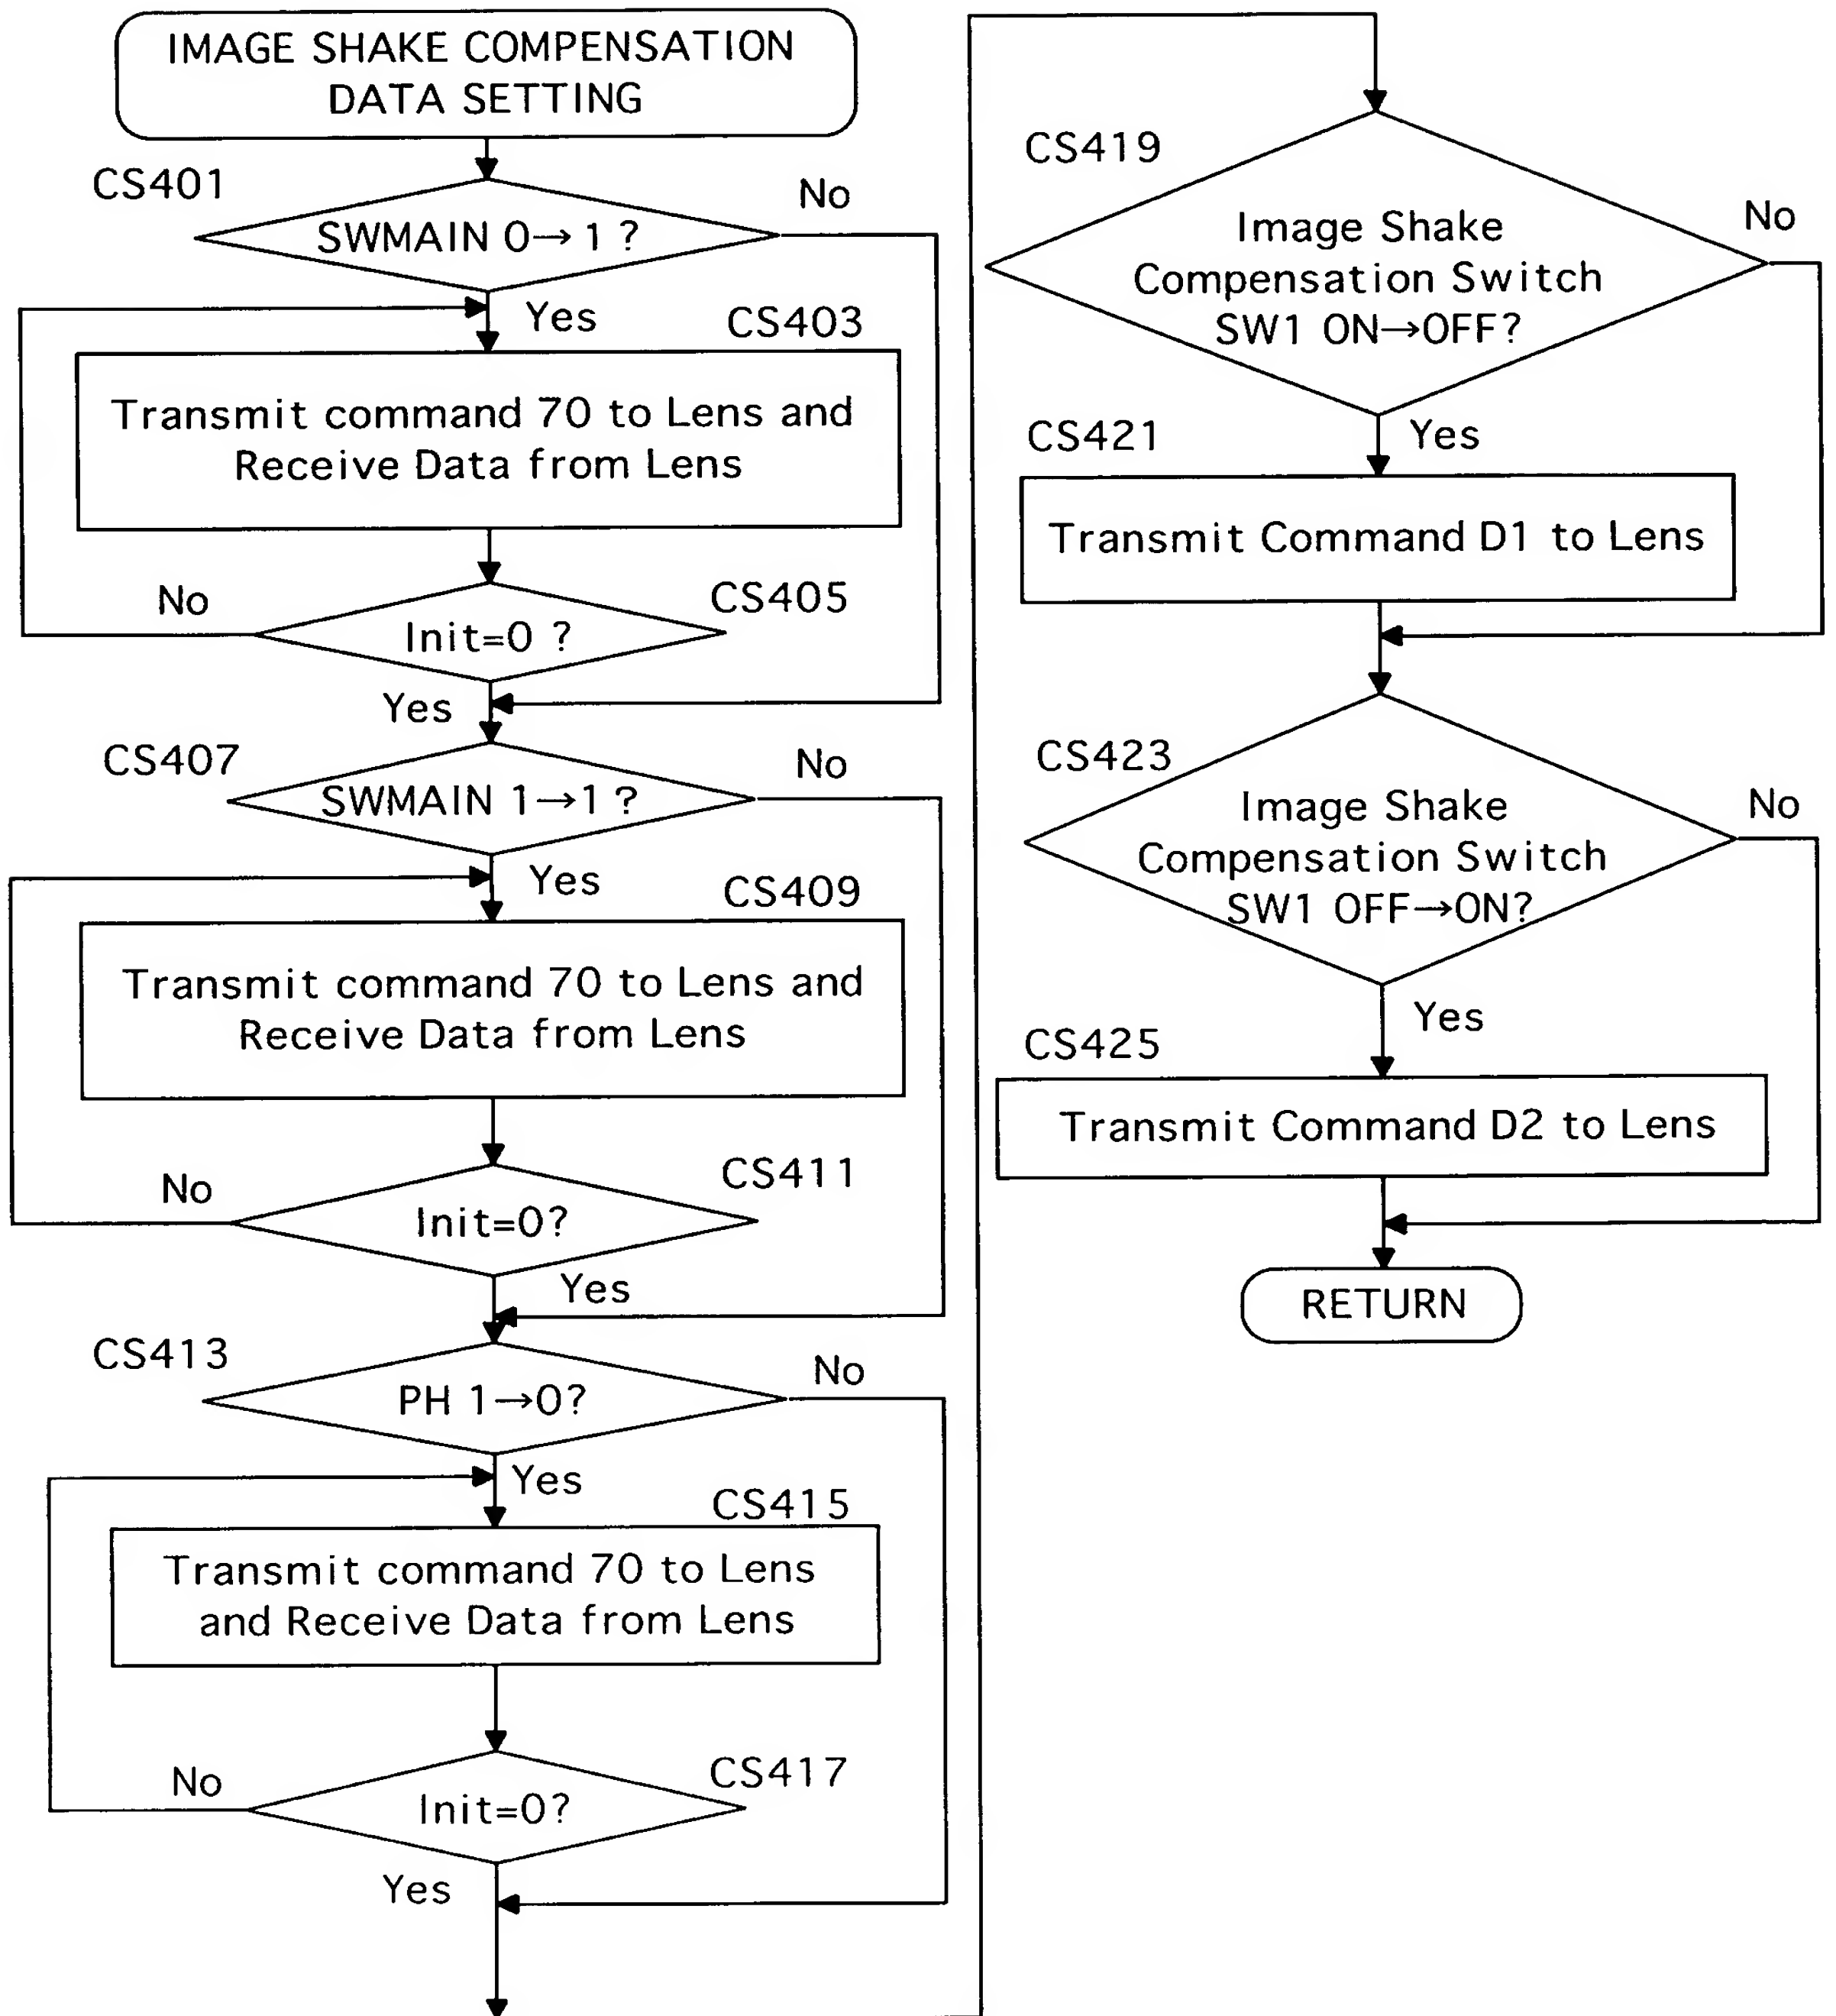 IMAGE SHAKE COMPENSATION
DATA SETTING
CS401
No
SWMAIN 0→1 ?
Yes
CS403
Transmit command 70 to Lens and
Receive Data from Lens
No
CS405
Init=0 ?
Yes
CS407
No
SWMAIN 1→1 ?
Yes
CS409
Transmit command 70 to Lens and
Receive Data from Lens
No
CS411
Init=0?
Yes
CS413
No
PH 1→0?
Yes
CS415
Transmit command 70 to Lens
and Receive Data from Lens
No
CS417
Init=0?
Yes
CS419
No
Image Shake
Compensation Switch
SW1 ON→OFF?
CS421
Yes
Transmit Command D1 to Lens
CS423
No
Image Shake
Compensation Switch
SW1 OFF→ON?
Yes
CS425
Transmit Command D2 to Lens
RETURN